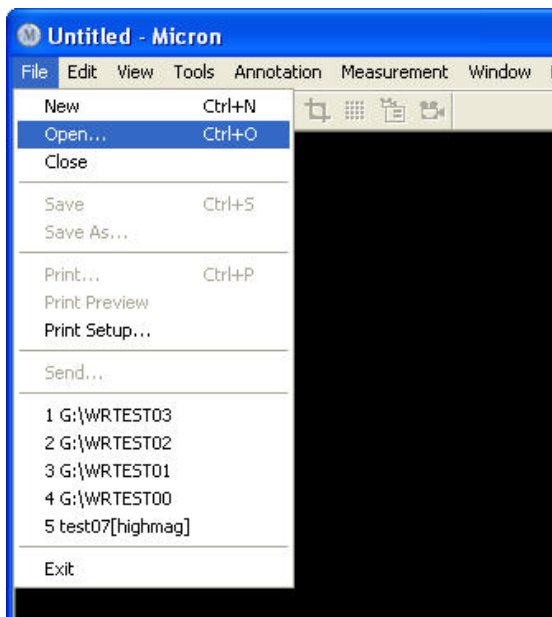 Untitled - Micron
File Edit View Tools Annotation Measurement Window
New Ctrl+N
Open... Ctrl+O
Close
Save Ctrl+S
Save As...
Print... Ctrl+P
Print Preview
Print Setup...
Send...
1 G:\WRTEST03
2 G:\WRTEST02
3 G:\WRTEST01
4 G:\WRTEST00
5 test07[highmag]
Exit